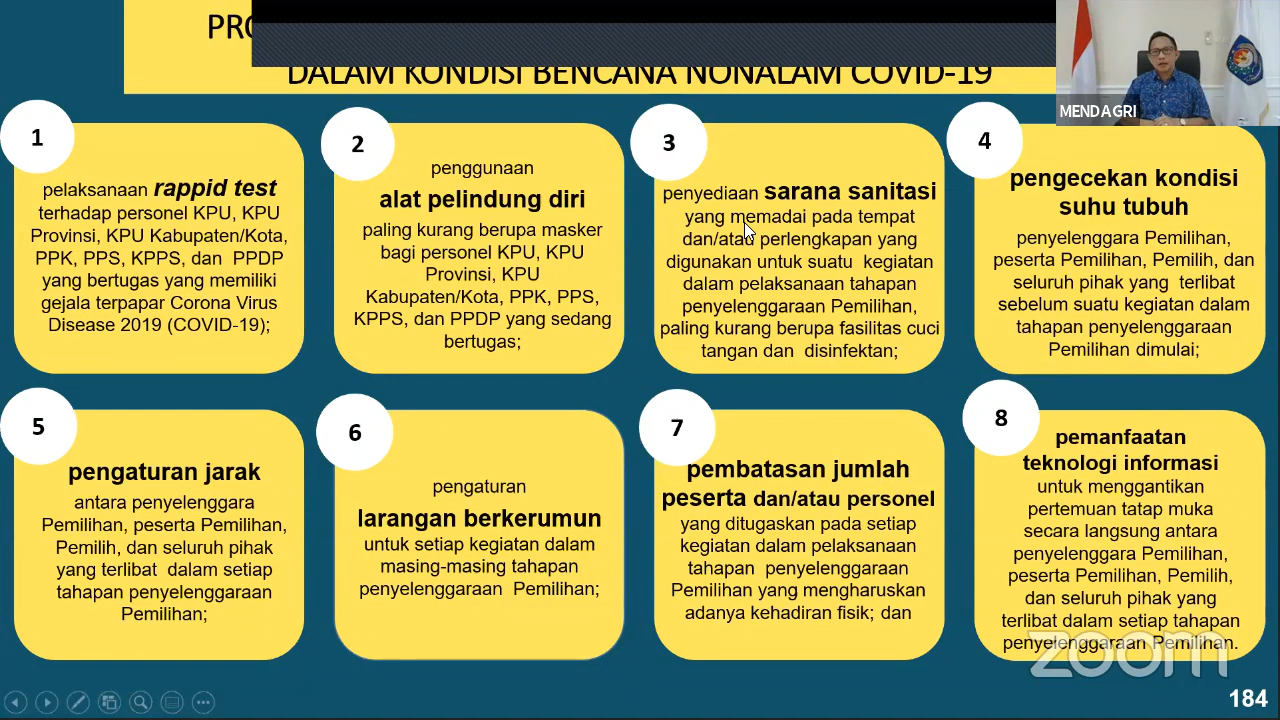 PRO
DALAM KONDISI BENCANA NONALAM COVID-19
MENDAGRI
1
pelaksanaan rappid test
terhadap personel KPU, KPU
Provinsi, KPU Kabupaten/Kota,
PPK, PPS, KPPS, dan PPDP
yang bertugas yang memiliki
gejala terpapar Corona Virus
Disease 2019 (COVID-19);
2
penggunaan
alat pelindung diri
paling kurang berupa masker
bagi personel KPU, KPU
Provinsi, KPU
Kabupaten/Kota, PPK, PPS,
KPPS, dan PPDP yang sedang
bertugas;
3
penyediaan sarana sanitasi
yang memadai pada tempat
dan/atau perlengkapan yang
digunakan untuk suatu kegiatan
dalam pelaksanaan tahapan
penyelenggaraan Pemilihan,
paling kurang berupa fasilitas cuci
tangan dan disinfektan;
4
pengecekan kondisi
suhu tubuh
penyelenggara Pemilihan,
peserta Pemilihan, Pemilih, dan
seluruh pihak yang terlibat
sebelum suatu kegiatan dalam
tahapan penyelenggaraan
Pemilihan dimulai;
5
pengaturan jarak
antara penyelenggara
Pemilihan, peserta Pemilihan,
Pemilih, dan seluruh pihak
yang terlibat dalam setiap
tahapan penyelenggaraan
Pemilihan;
6
pengaturan
larangan berkerumun
untuk setiap kegiatan dalam
masing-masing tahapan
penyelenggaraan Pemilihan;
7
pembatasan jumlah
peserta dan/atau personel
yang ditugaskan pada setiap
kegiatan dalam pelaksanaan
tahapan penyelenggaraan
Pemilihan yang mengharuskan
adanya kehadiran fisik; dan
8
pemanfaatan
teknologi informasi
untuk menggantikan
pertemuan tatap muka
secara langsung antara
penyelenggara Pemilihan,
peserta Pemilihan, Pemilih,
dan seluruh pihak yang
terlibat dalam setiap tahapan
penyelenggaraan Pemilihan.
zoom
184